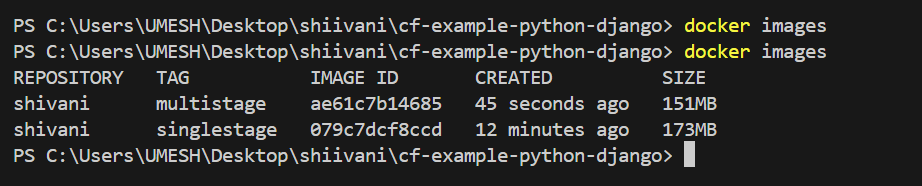 PS C:\Users\UMESH\Desktop\shiivani\cf-example-python-django> docker images
PS C:\Users\UMESH\Desktop\shiivani\cf-example-python-django> docker images
REPOSITORY   TAG           IMAGE ID       CREATED          SIZE
shivani      multistage    ae61c7b14685   45 seconds ago   151MB
shivani      singlestage   079c7dcf8ccd   12 minutes ago   173MB
PS C:\Users\UMESH\Desktop\shiivani\cf-example-python-django>